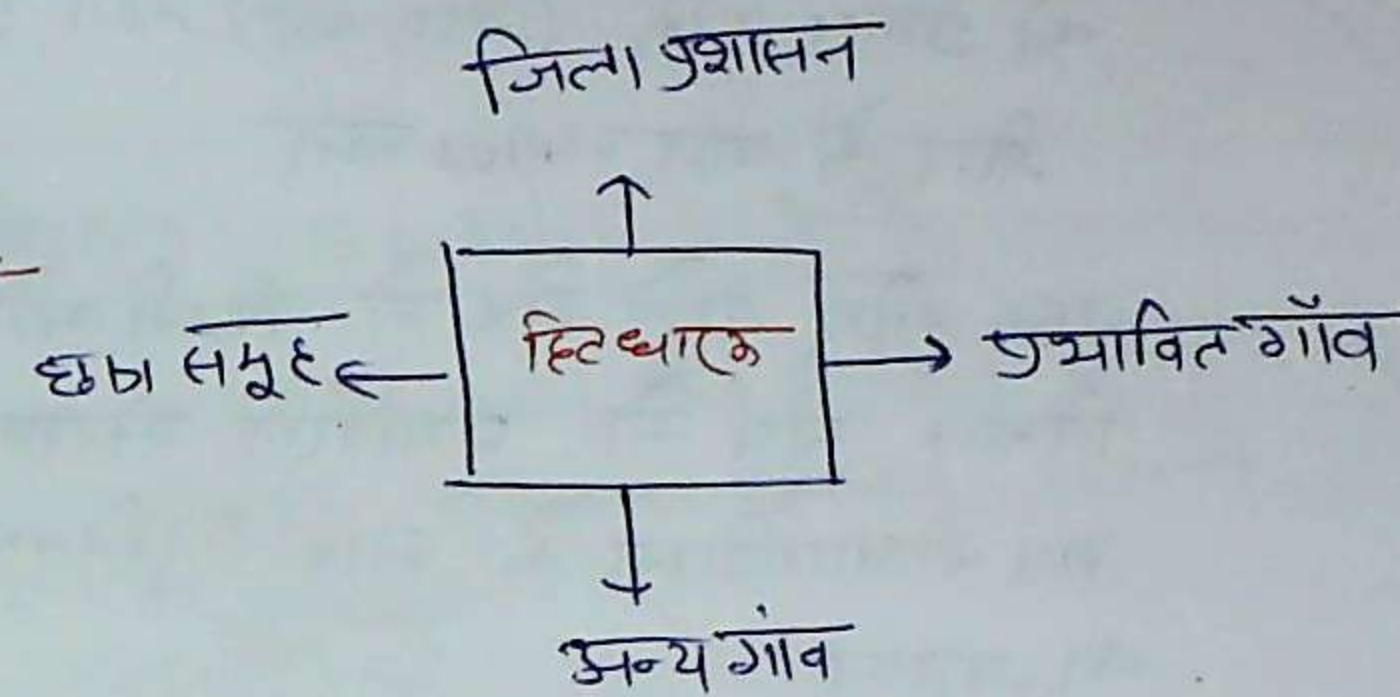 जिला प्रशासन
समूह
हितधारक
प्रभावित गाँव
अन्य गांव